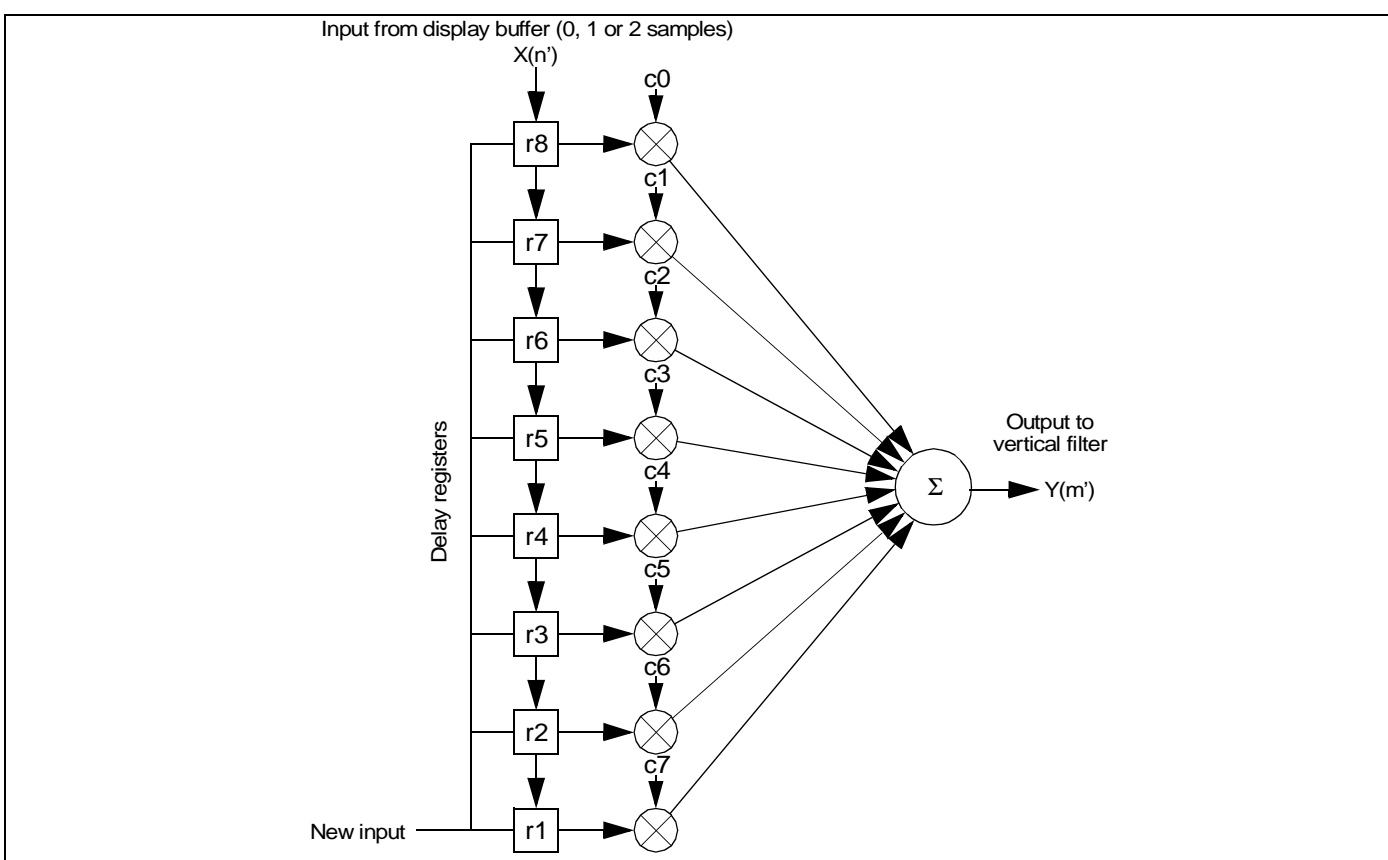 Input from display buffer (0, 1 or 2 samples)
X(n’)
c0
r8
c1
r7
c2
r6
c3
r5
Output to
vertical filter
Delay registers
c4
Σ
Y(m’)
r4
c5
r3
c6
r2
c7
New input
r1